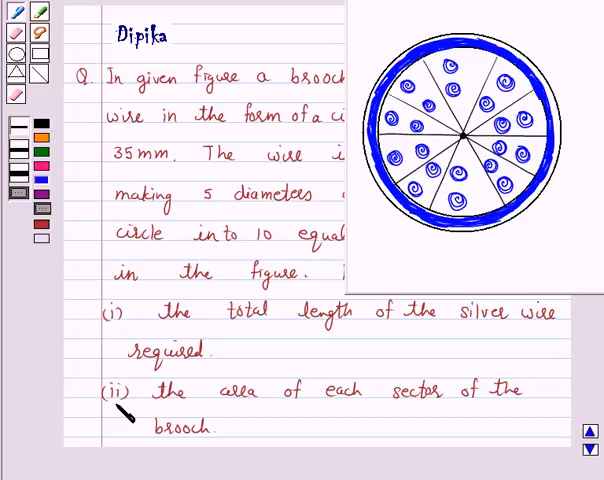 Dipika
Q. In given figure a brooch
wire in the form of a ci
35 mm. The wire i
making 5 diameters
circle in to 10 equal
in the figure.
(i) the total length of the silver wire
required.
(ii) the area of each sector of the
brooch.